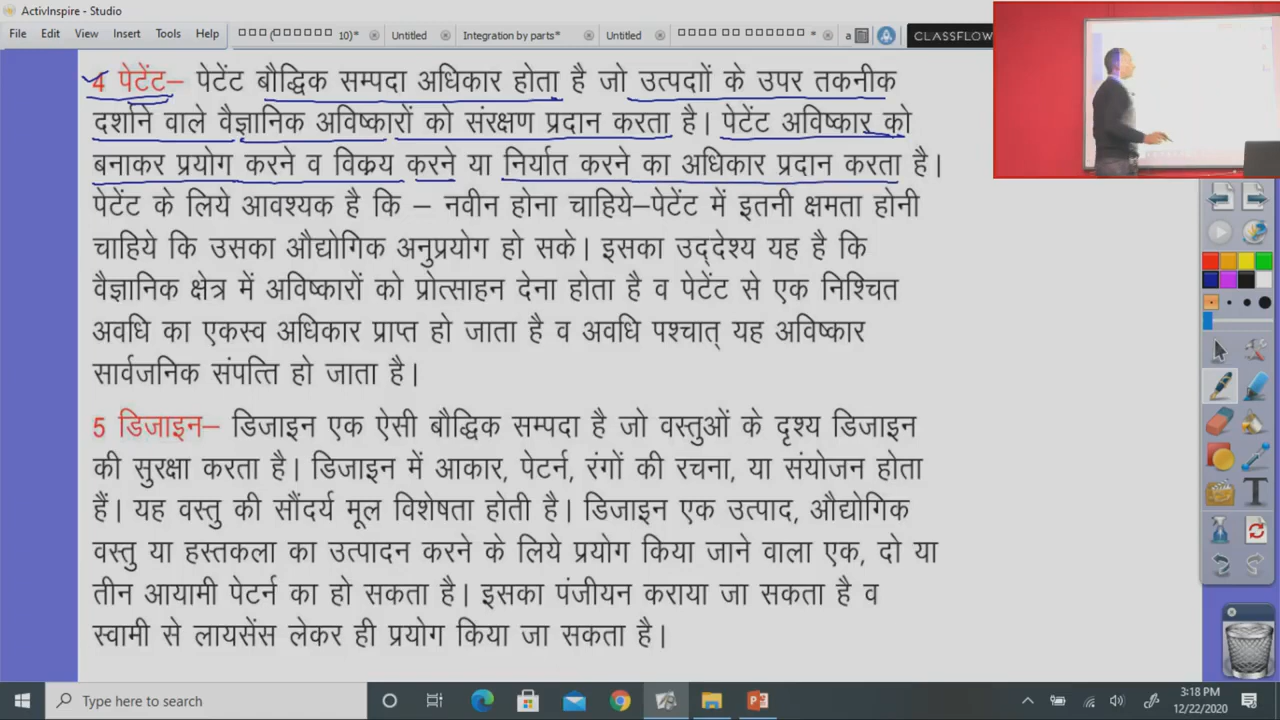 ActivInspire - Studio
File Edit View Insert Tools Help 10)* Untitled Integration by parts* Untitled * a CLASSFLOW
4 पेटेंट– पेटेंट बौद्धिक सम्पदा अधिकार होता है जो उत्पदाों के उपर तकनीक
दर्शाने वाले वैज्ञानिक अविष्कारों को संरक्षण प्रदान करता है। पेटेंट अविष्कार को
बनाकर प्रयोग करने व विक्रय करने या निर्यात करने का अधिकार प्रदान करता है।
पेटेंट के लिये आवश्यक है कि – नवीन होना चाहिये–पेटेंट में इतनी क्षमता होनी
चाहिये कि उसका औद्योगिक अनुप्रयोग हो सके। इसका उद्देश्य यह है कि
वैज्ञानिक क्षेत्र में अविष्कारों को प्रोत्साहन देना होता है व पेटेंट से एक निश्चित
अवधि का एकस्व अधिकार प्राप्त हो जाता है व अवधि पश्चात् यह अविष्कार
सार्वजनिक संपत्ति हो जाता है।
5 डिजाइन– डिजाइन एक ऐसी बौद्धिक सम्पदा है जो वस्तुओं के दृश्य डिजाइन
की सुरक्षा करता है। डिजाइन में आकार, पेटर्न, रंगों की रचना, या संयोजन होता
हैं। यह वस्तु की सौंदर्य मूल विशेषता होती है। डिजाइन एक उत्पाद, औद्योगिक
वस्तु या हस्तकला का उत्पादन करने के लिये प्रयोग किया जाने वाला एक, दो या
तीन आयामी पेटर्न का हो सकता है। इसका पंजीयन कराया जा सकता है व
स्वामी से लायसेंस लेकर ही प्रयोग किया जा सकता है।
Type here to search
3:18 PM
12/22/2020